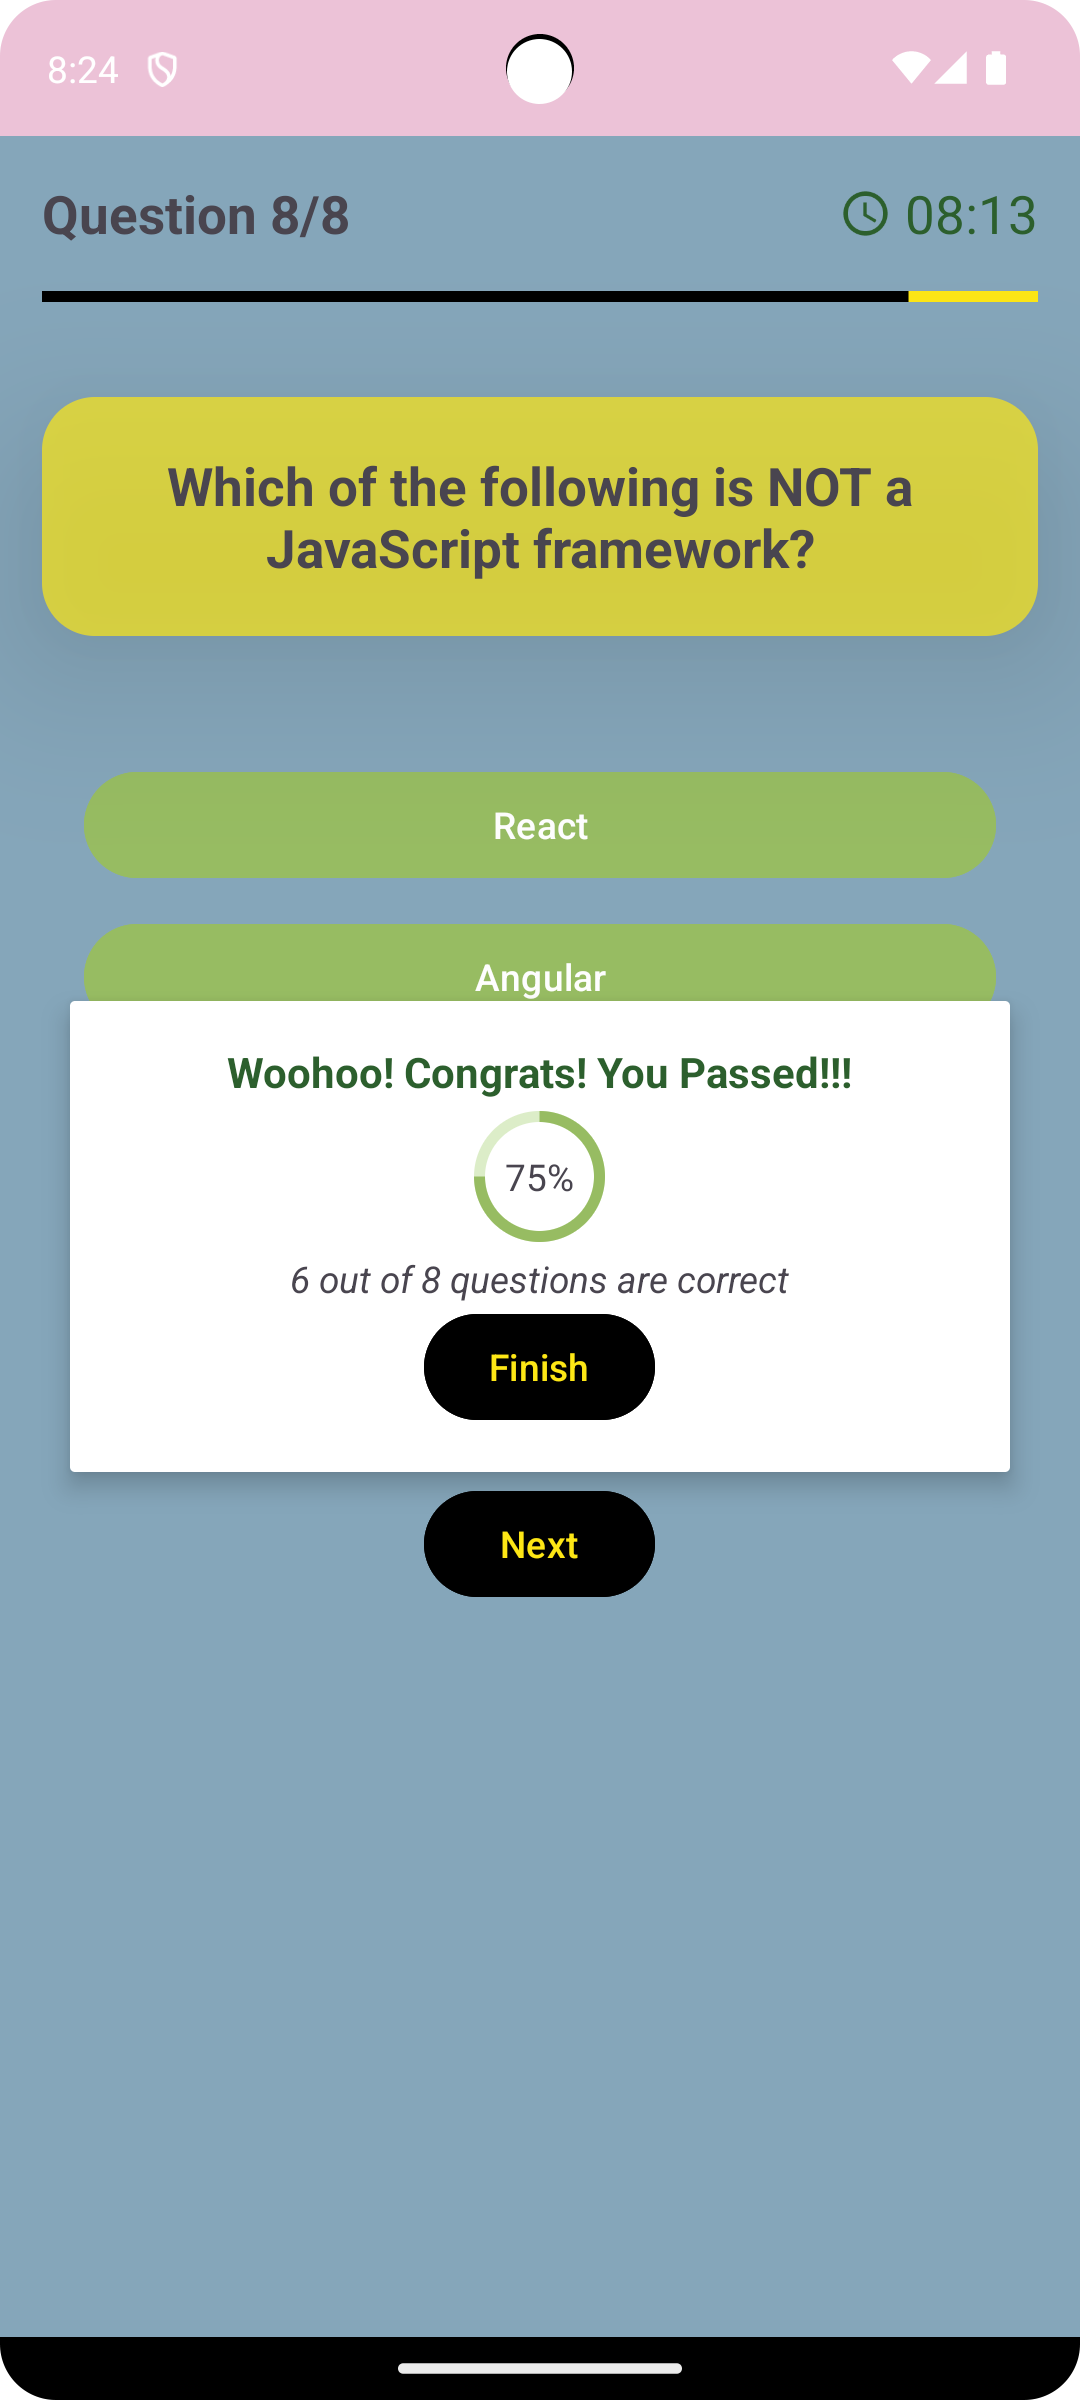 8:24
Question 8/8
08:13
Which of the following is NOT a
JavaScript framework?
React
Angular
Woohoo! Congrats! You Passed!!!
75%
6 out of 8 questions are correct
Finish
Next